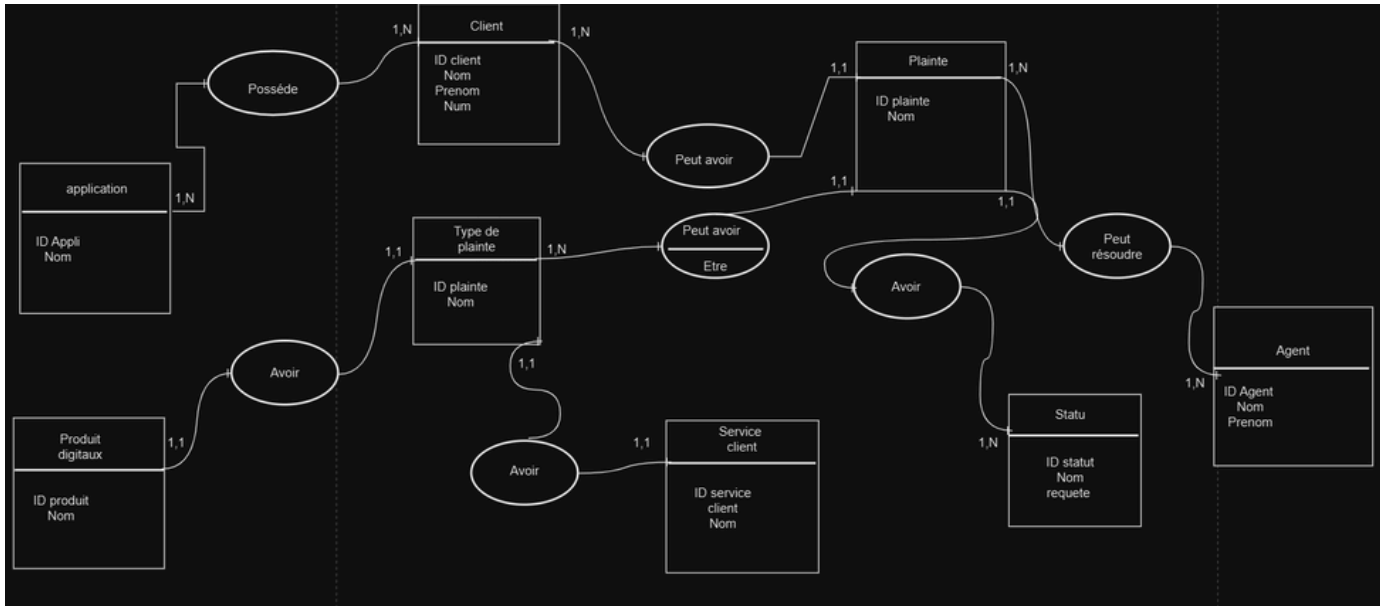 1,N
Client
1,N
ID client
Nom
Prenom
Num
Possède
1,1
Plainte
1,N
ID plainte
Nom
Peut avoir
application
1,N
ID Appli
Nom
1,1
1,1
Type de
plainte
1,N
1,1
ID plainte
Nom
Peut avoir
Etre
Peut
résoudre
Avoir
1,1
Avoir
Agent
1,N
ID Agent
Nom
Prenom
Produit
digitaux
1,1
ID produit
Nom
Avoir
1,1
Service
client
ID service
client
Nom
Statu
1,N
ID statut
Nom
requete